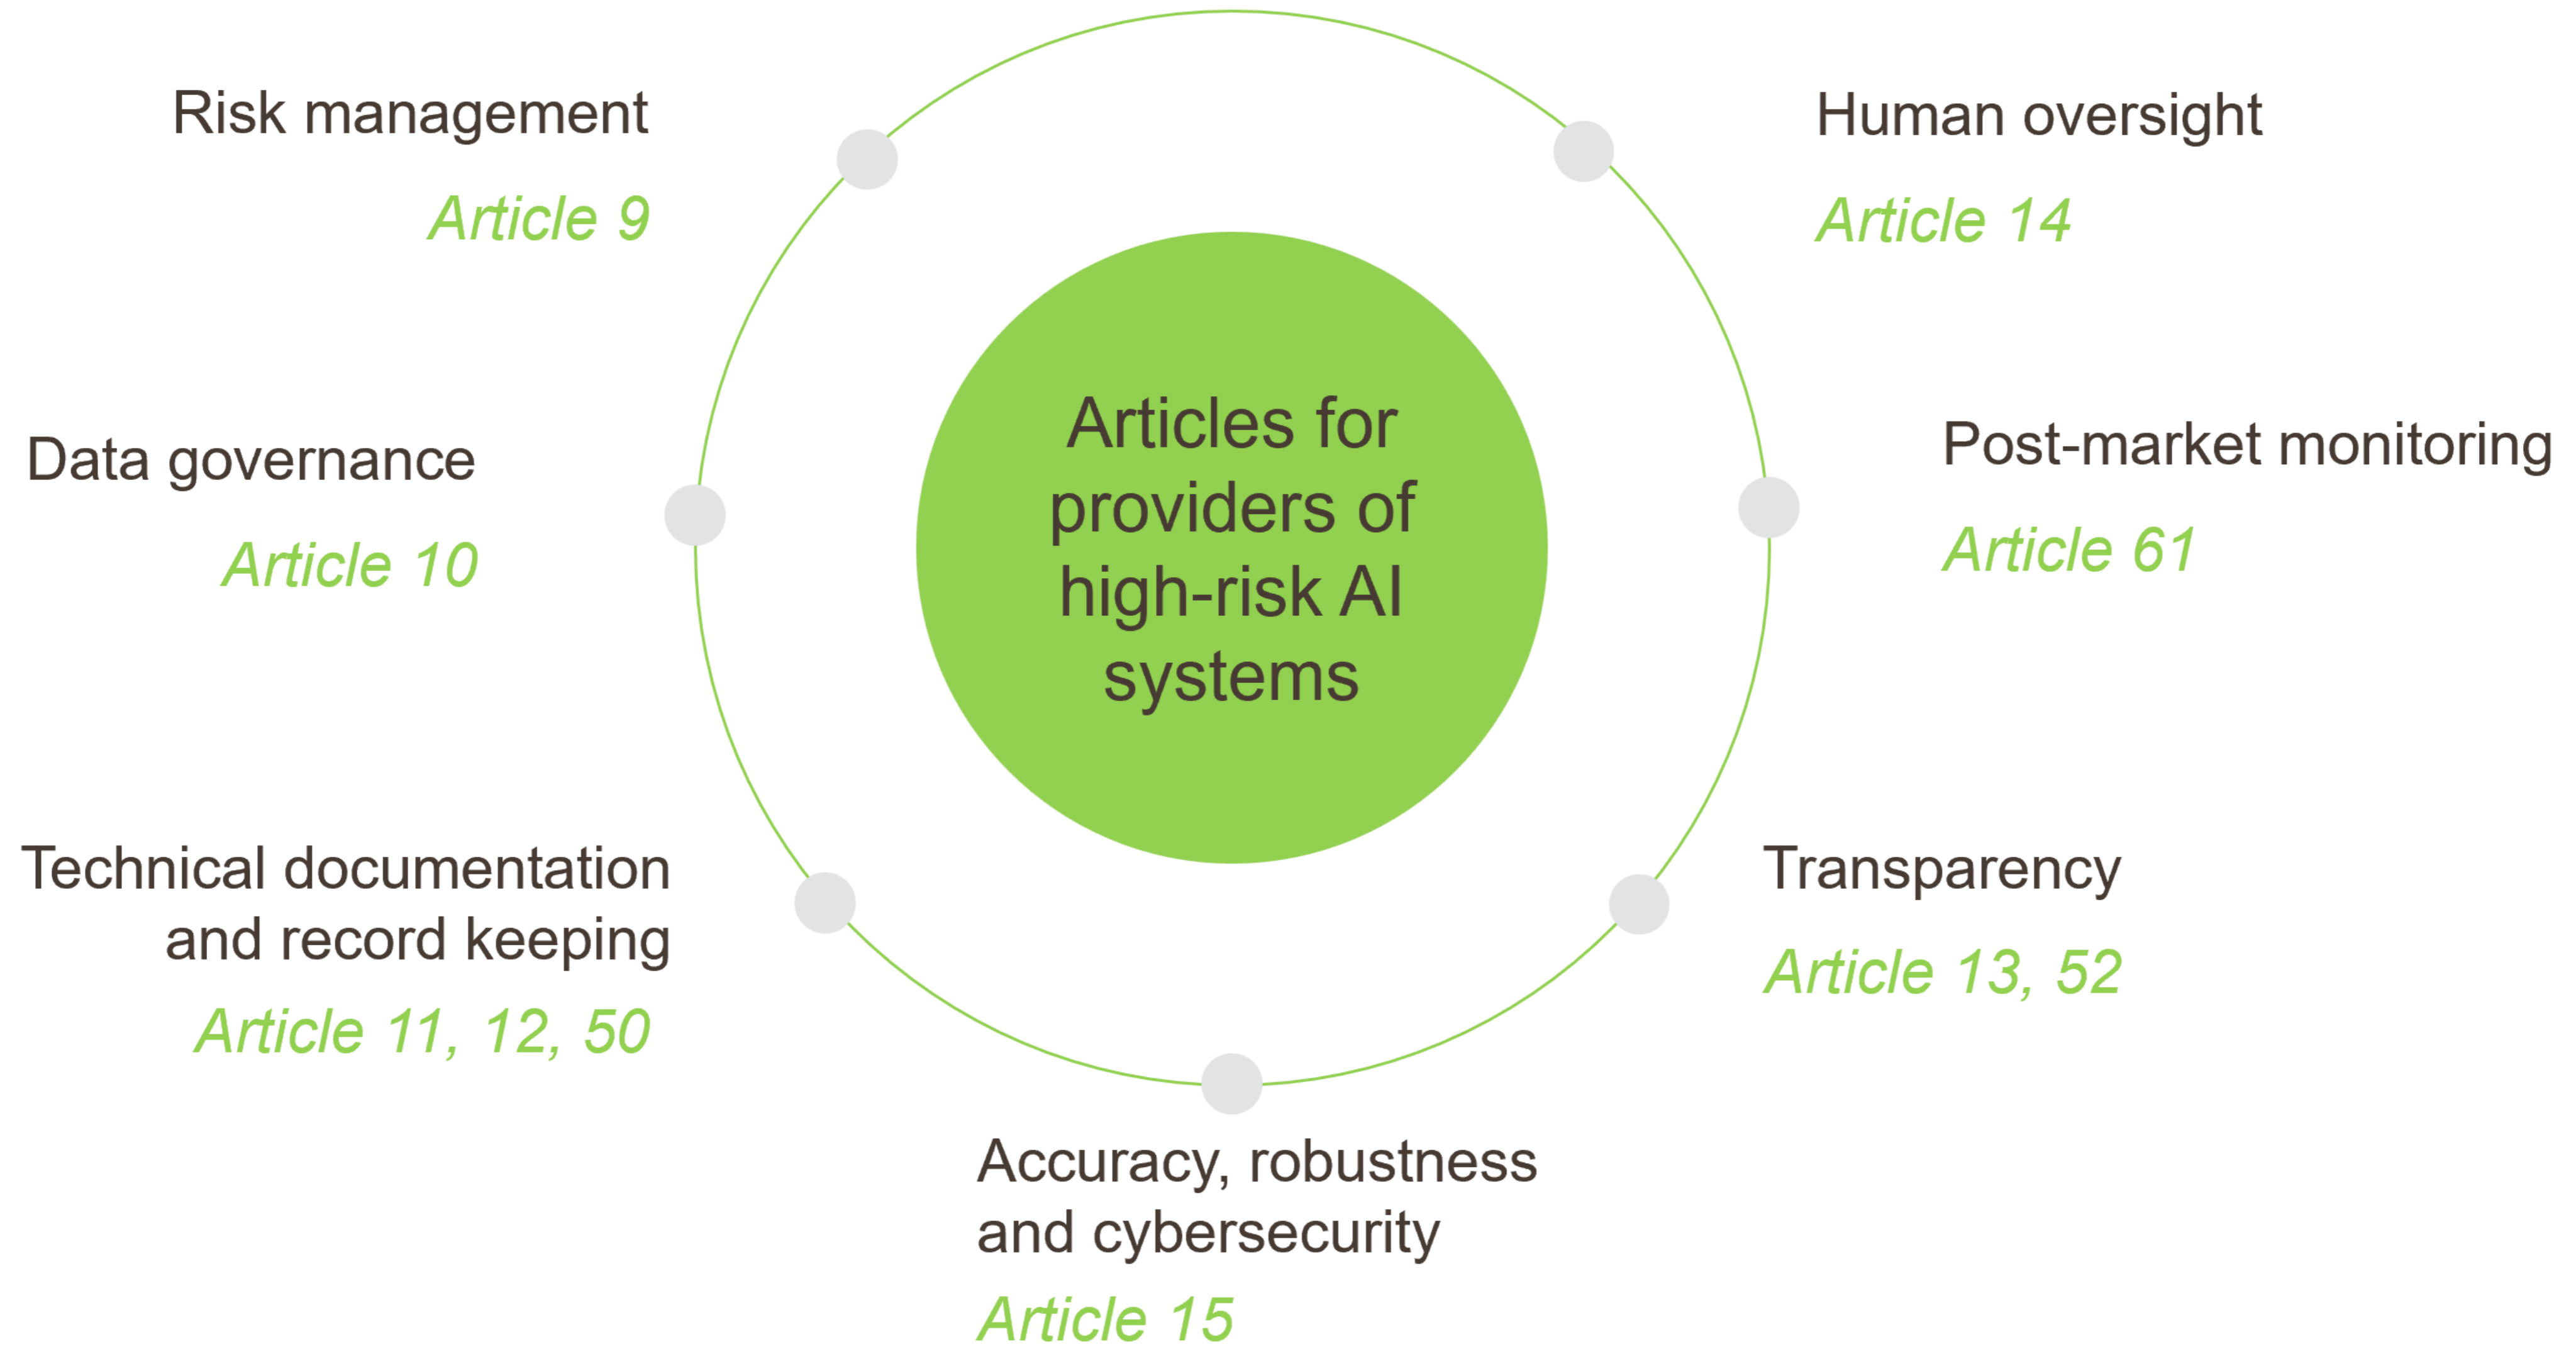 Risk management
Article 9
Human oversight
Article 14
Data governance
Article 10
Articles for
providers of
high-risk AI
systems
Post-market monitoring
Article 61
Technical documentation
and record keeping
Article 11, 12, 50
Transparency
Article 13, 52
Accuracy, robustness
and cybersecurity
Article 15